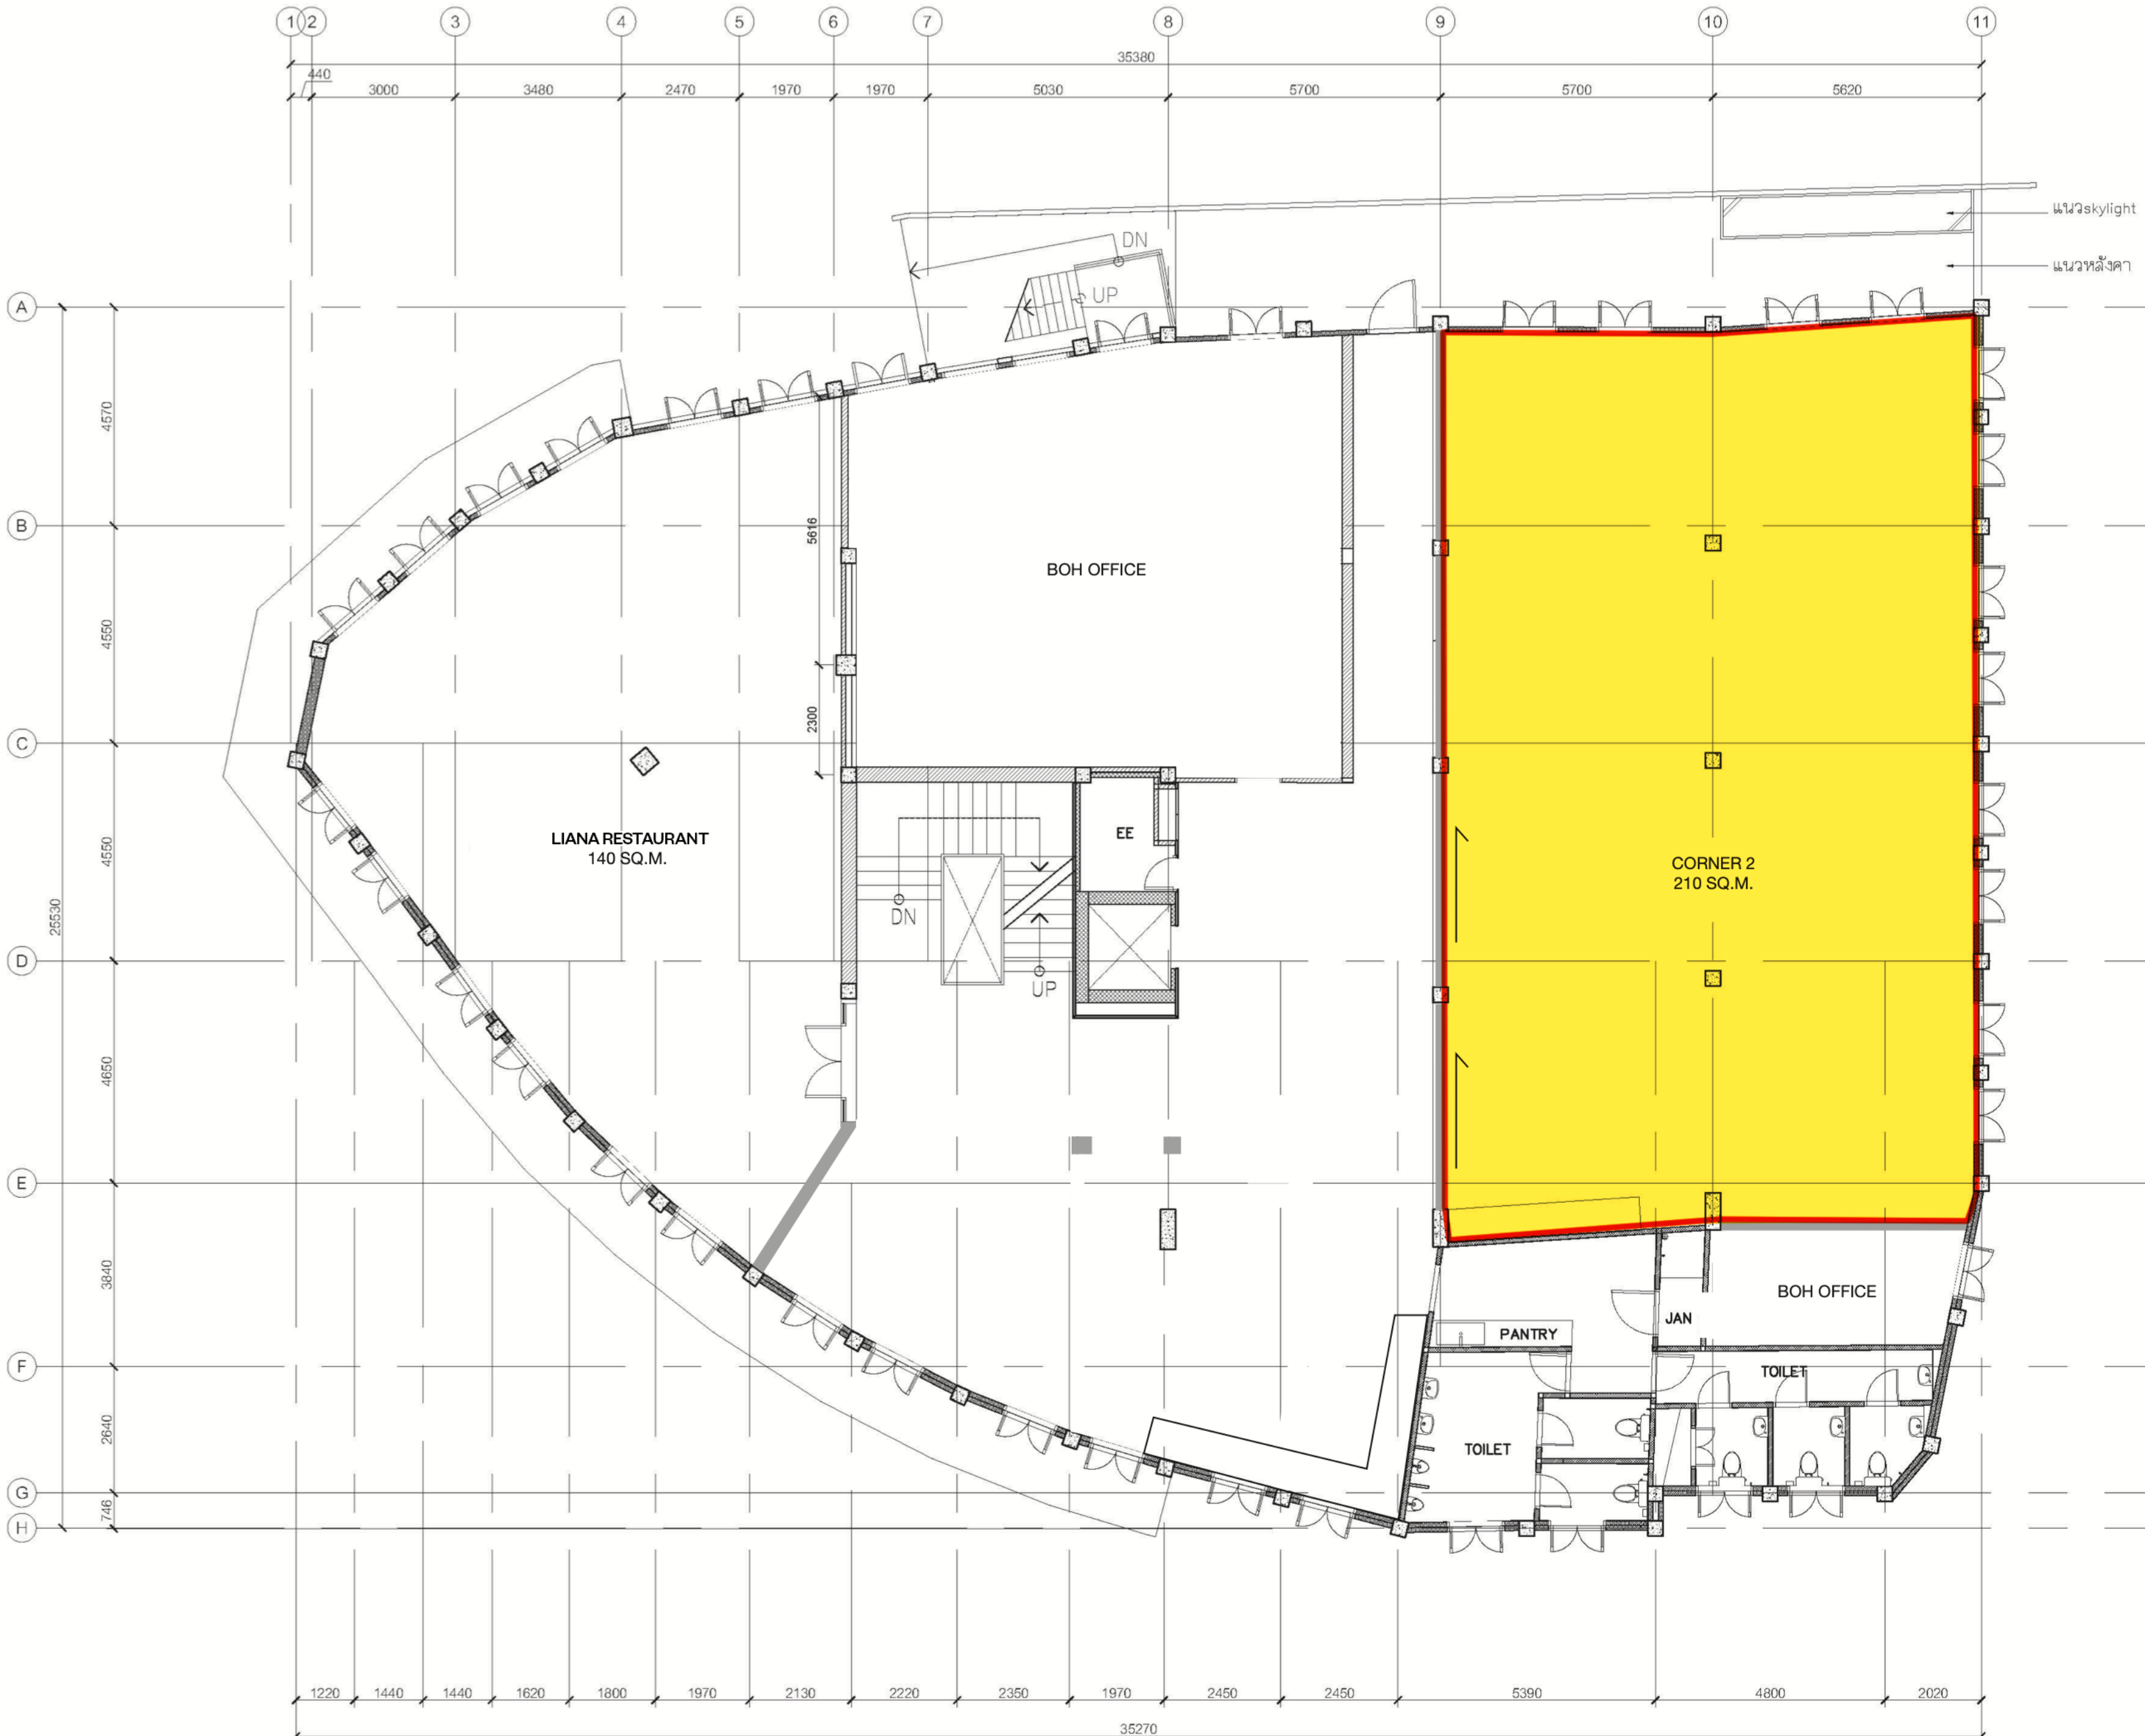 1 2 3 4 5 6 7 8 9 10 11
35380
440
3000 3480 2470 1970 1970 5030 5700 5700 5620
แนวskylight
DN
แนวหลังคา
UP
A
4570
B
5616
BOH OFFICE
4550
2300
C
EE
LIANA RESTAURANT
140 SQ.M.
4550
CORNER 2
210 SQ.M.
25530
DN
D
UP
4650
E
3840
BOH OFFICE
JAN
PANTRY
F
TOILET
2640
TOILET
G
746
H
1220 1440 1440 1620 1800 1970 2130 2220 2350 1970 2450 2450 5390 4800 2020
35270